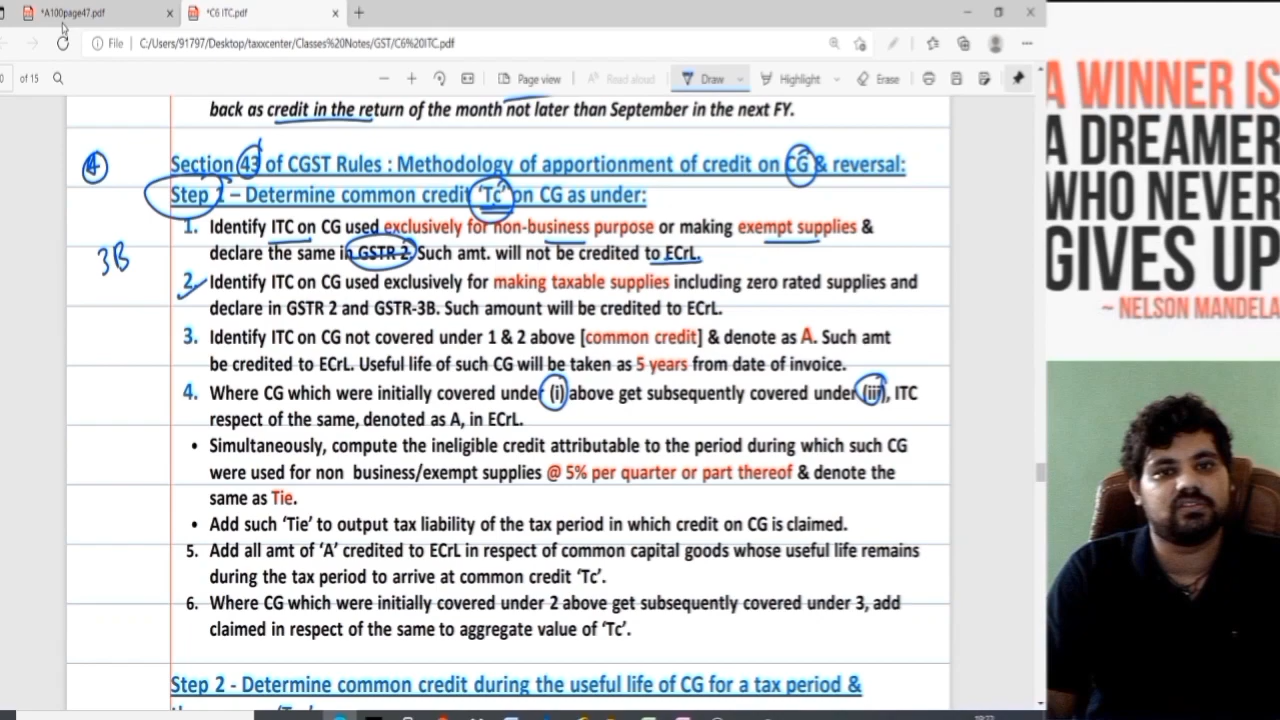 *A100page47.pdf
*C6 ITC.pdf
File C:/Users/91797/Desktop/taxxcenter/Classes%20Notes/GST/C6%20ITC.pdf
of 15
Page view
Read aloud
Draw
Highlight
Erase
back as credit in the return of the month not later than September in the next FY.
4
Section 43 of CGST Rules : Methodology of apportionment of credit on CG & reversal:
Step 1 – Determine common credit 'Tc' on CG as under:
1. Identify ITC on CG used exclusively for non-business purpose or making exempt supplies &
declare the same in GSTR 2. Such amt. will not be credited to ECrL.
3B
2. Identify ITC on CG used exclusively for making taxable supplies including zero rated supplies and
declare in GSTR 2 and GSTR-3B. Such amount will be credited to ECrL.
3. Identify ITC on CG not covered under 1 & 2 above [common credit] & denote as A. Such amt
be credited to ECrL. Useful life of such CG will be taken as 5 years from date of invoice.
4. Where CG which were initially covered under (i) above get subsequently covered under (iii), ITC
respect of the same, denoted as A, in ECrL.
• Simultaneously, compute the ineligible credit attributable to the period during which such CG
were used for non business/exempt supplies @ 5% per quarter or part thereof & denote the
same as Tie.
• Add such 'Tie' to output tax liability of the tax period in which credit on CG is claimed.
5. Add all amt of 'A' credited to ECrL in respect of common capital goods whose useful life remains
during the tax period to arrive at common credit 'Tc'.
6. Where CG which were initially covered under 2 above get subsequently covered under 3, add
claimed in respect of the same to aggregate value of 'Tc'.
Step 2 - Determine common credit during the useful life of CG for a tax period &
A WINNER IS
A DREAMER
WHO NEVER
GIVES UP
~ NELSON MANDELA